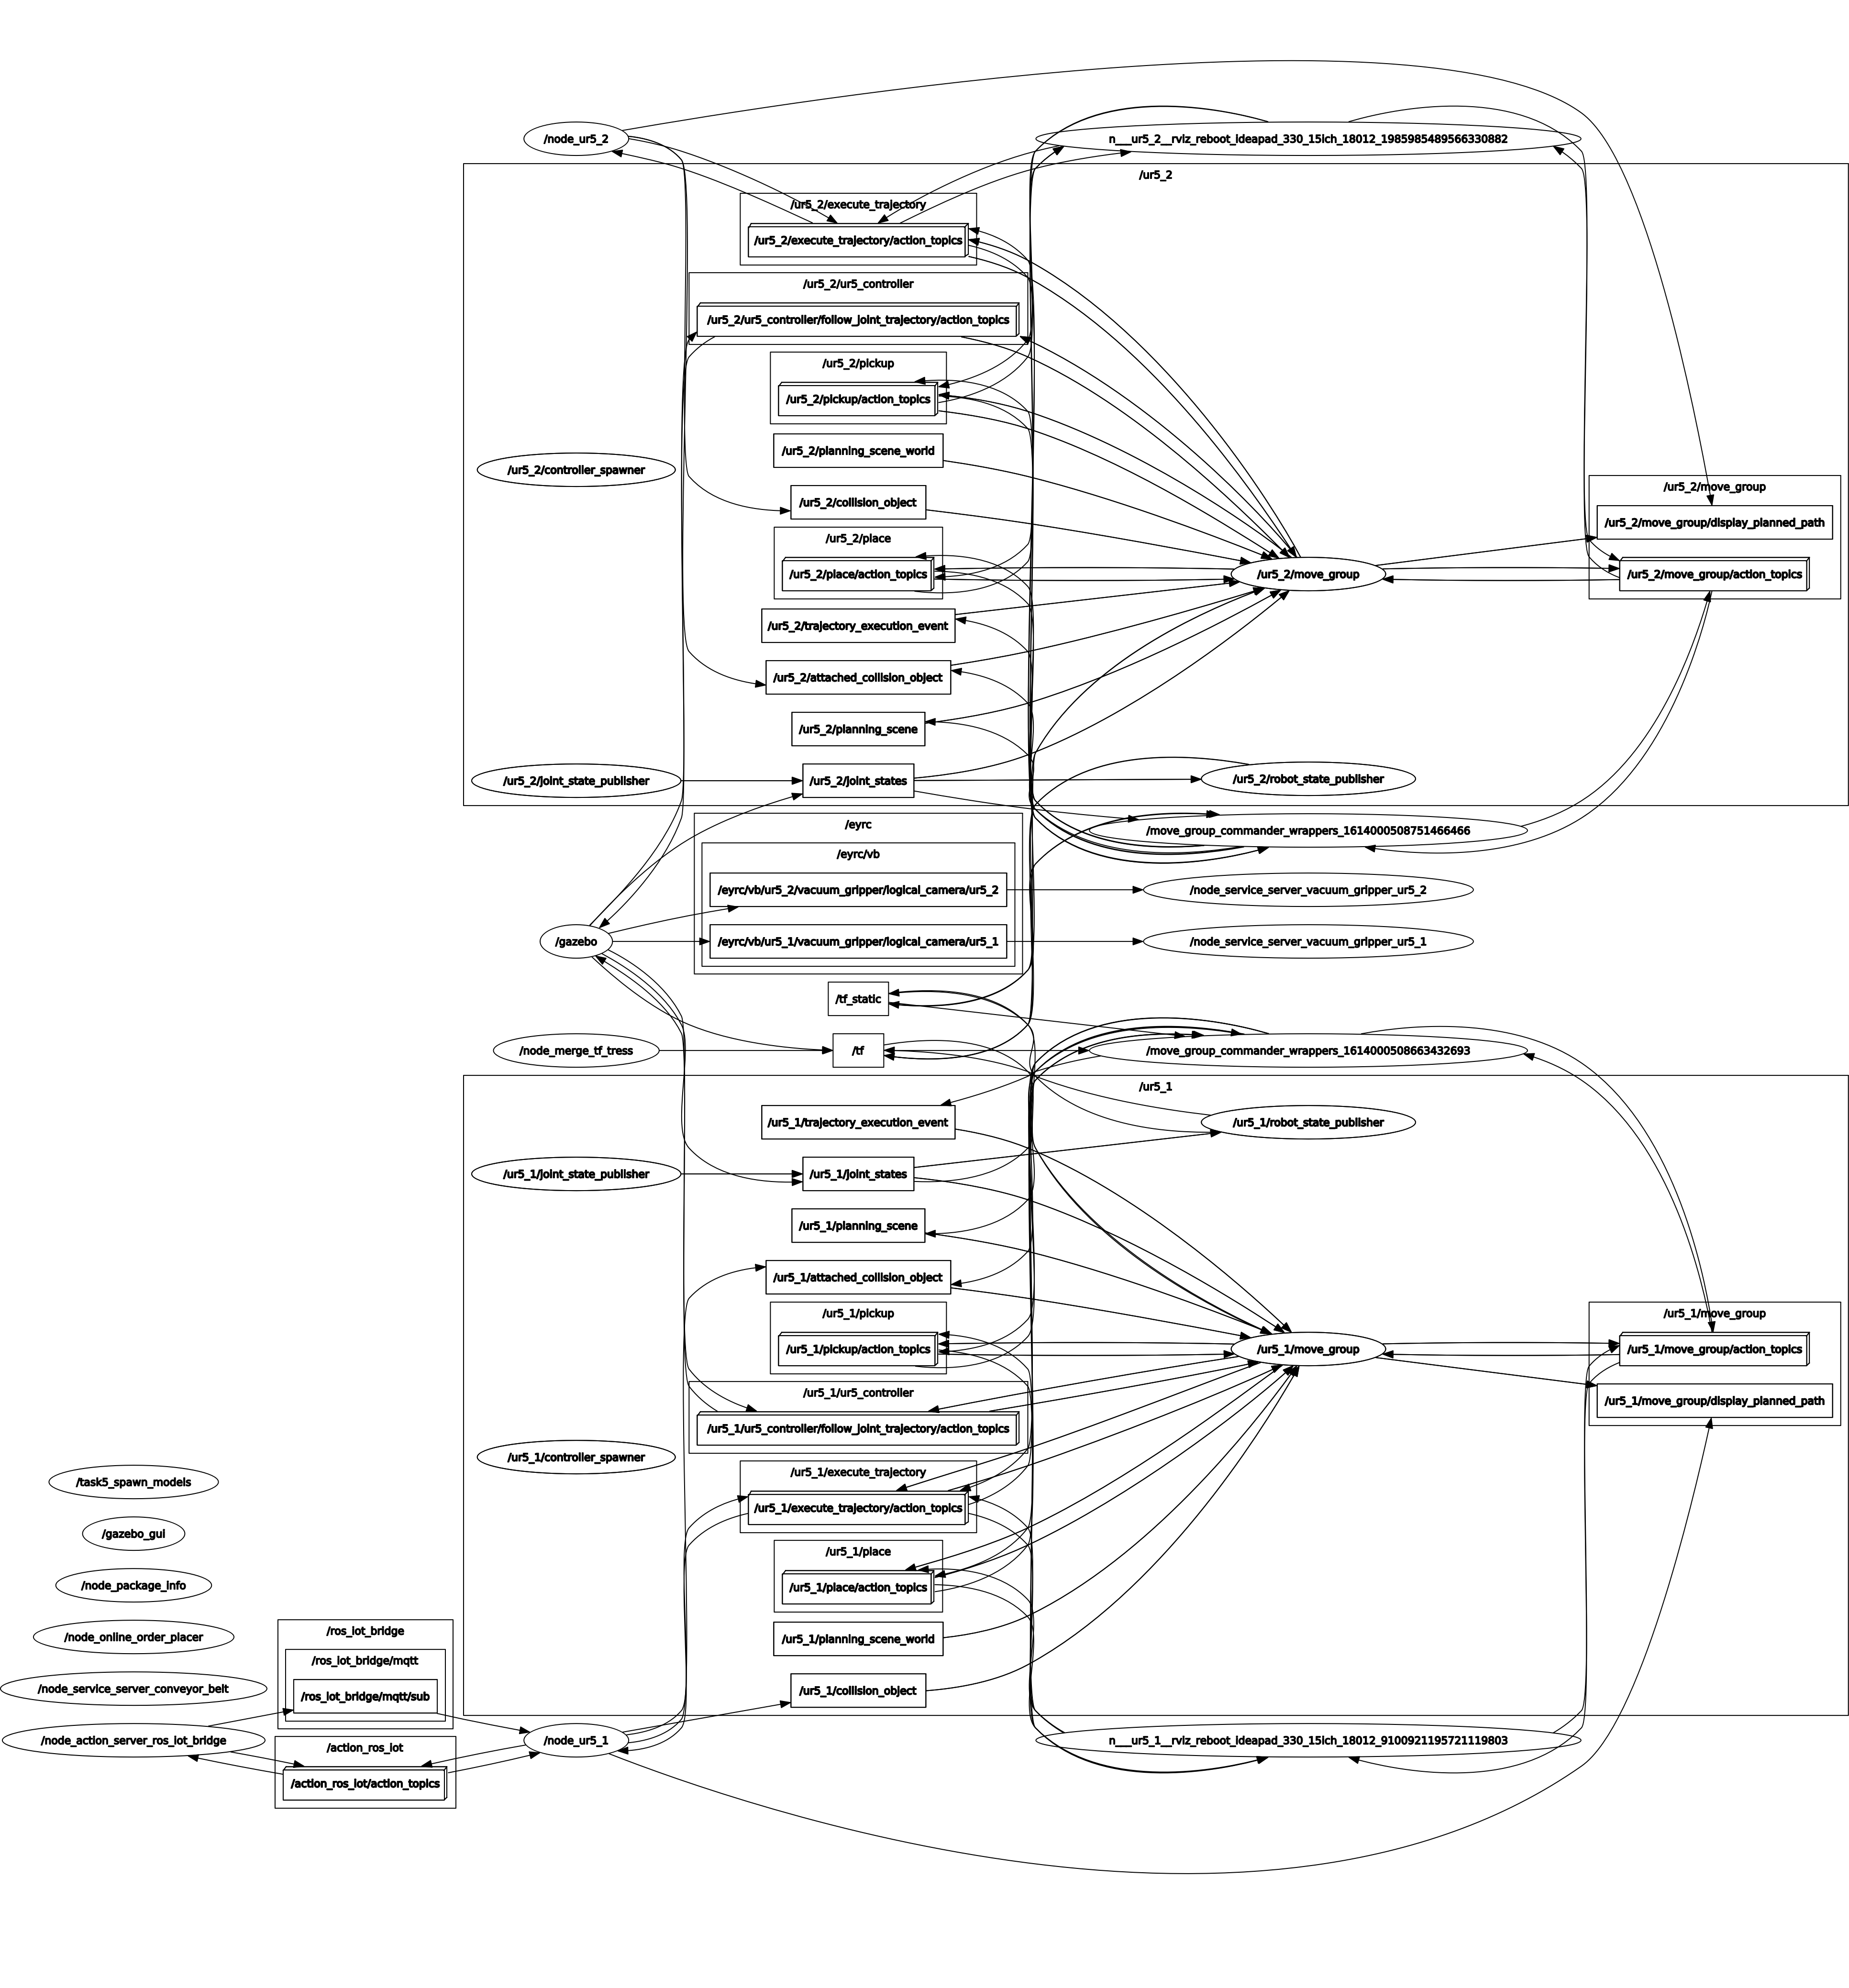 /node_ur5_2
n___ur5_2__rviz_reboot_ideapad_330_15ich_18012_1985985489566330882
/ur5_2
/ur5_2/execute_trajectory
/ur5_2/execute_trajectory/action_topics
/ur5_2/ur5_controller
/ur5_2/ur5_controller/follow_joint_trajectory/action_topics
/ur5_2/pickup
/ur5_2/pickup/action_topics
/ur5_2/planning_scene_world
/ur5_2/controller_spawner
/ur5_2/move_group
/ur5_2/collision_object
/ur5_2/move_group/display_planned_path
/ur5_2/place
/ur5_2/place/action_topics
/ur5_2/move_group
/ur5_2/move_group/action_topics
/ur5_2/trajectory_execution_event
/ur5_2/attached_collision_object
/ur5_2/planning_scene
/ur5_2/joint_state_publisher
/ur5_2/joint_states
/ur5_2/robot_state_publisher
/eyrc
/move_group_commander_wrappers_1614000508751466466
/eyrc/vb
/eyrc/vb/ur5_2/vacuum_gripper/logical_camera/ur5_2
/node_service_server_vacuum_gripper_ur5_2
/gazebo
/eyrc/vb/ur5_1/vacuum_gripper/logical_camera/ur5_1
/node_service_server_vacuum_gripper_ur5_1
/tf_static
/node_merge_tf_tress
/tf
/move_group_commander_wrappers_1614000508663432693
/ur5_1
/ur5_1/trajectory_execution_event
/ur5_1/robot_state_publisher
/ur5_1/joint_state_publisher
/ur5_1/joint_states
/ur5_1/planning_scene
/ur5_1/attached_collision_object
/ur5_1/pickup
/ur5_1/move_group
/ur5_1/pickup/action_topics
/ur5_1/move_group
/ur5_1/move_group/action_topics
/ur5_1/ur5_controller
/ur5_1/move_group/display_planned_path
/ur5_1/ur5_controller/follow_joint_trajectory/action_topics
/ur5_1/controller_spawner
/ur5_1/execute_trajectory
/task5_spawn_models
/ur5_1/execute_trajectory/action_topics
/gazebo_gui
/ur5_1/place
/node_package_info
/ur5_1/place/action_topics
/ros_iot_bridge
/node_online_order_placer
/ur5_1/planning_scene_world
/ros_iot_bridge/mqtt
/node_service_server_conveyor_belt
/ros_iot_bridge/mqtt/sub
/ur5_1/collision_object
/node_action_server_ros_iot_bridge
/node_ur5_1
n___ur5_1__rviz_reboot_ideapad_330_15ich_18012_9100921195721119803
/action_ros_iot
/action_ros_iot/action_topics